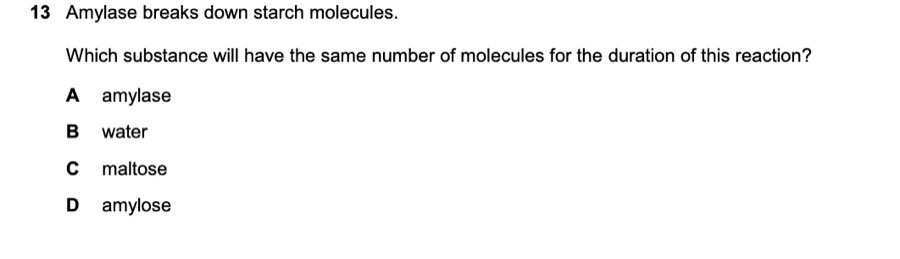 13 Amylase breaks down starch molecules.
Which substance will have the same number of molecules for the duration of this reaction?
A amylase
B water
C maltose
D amylose